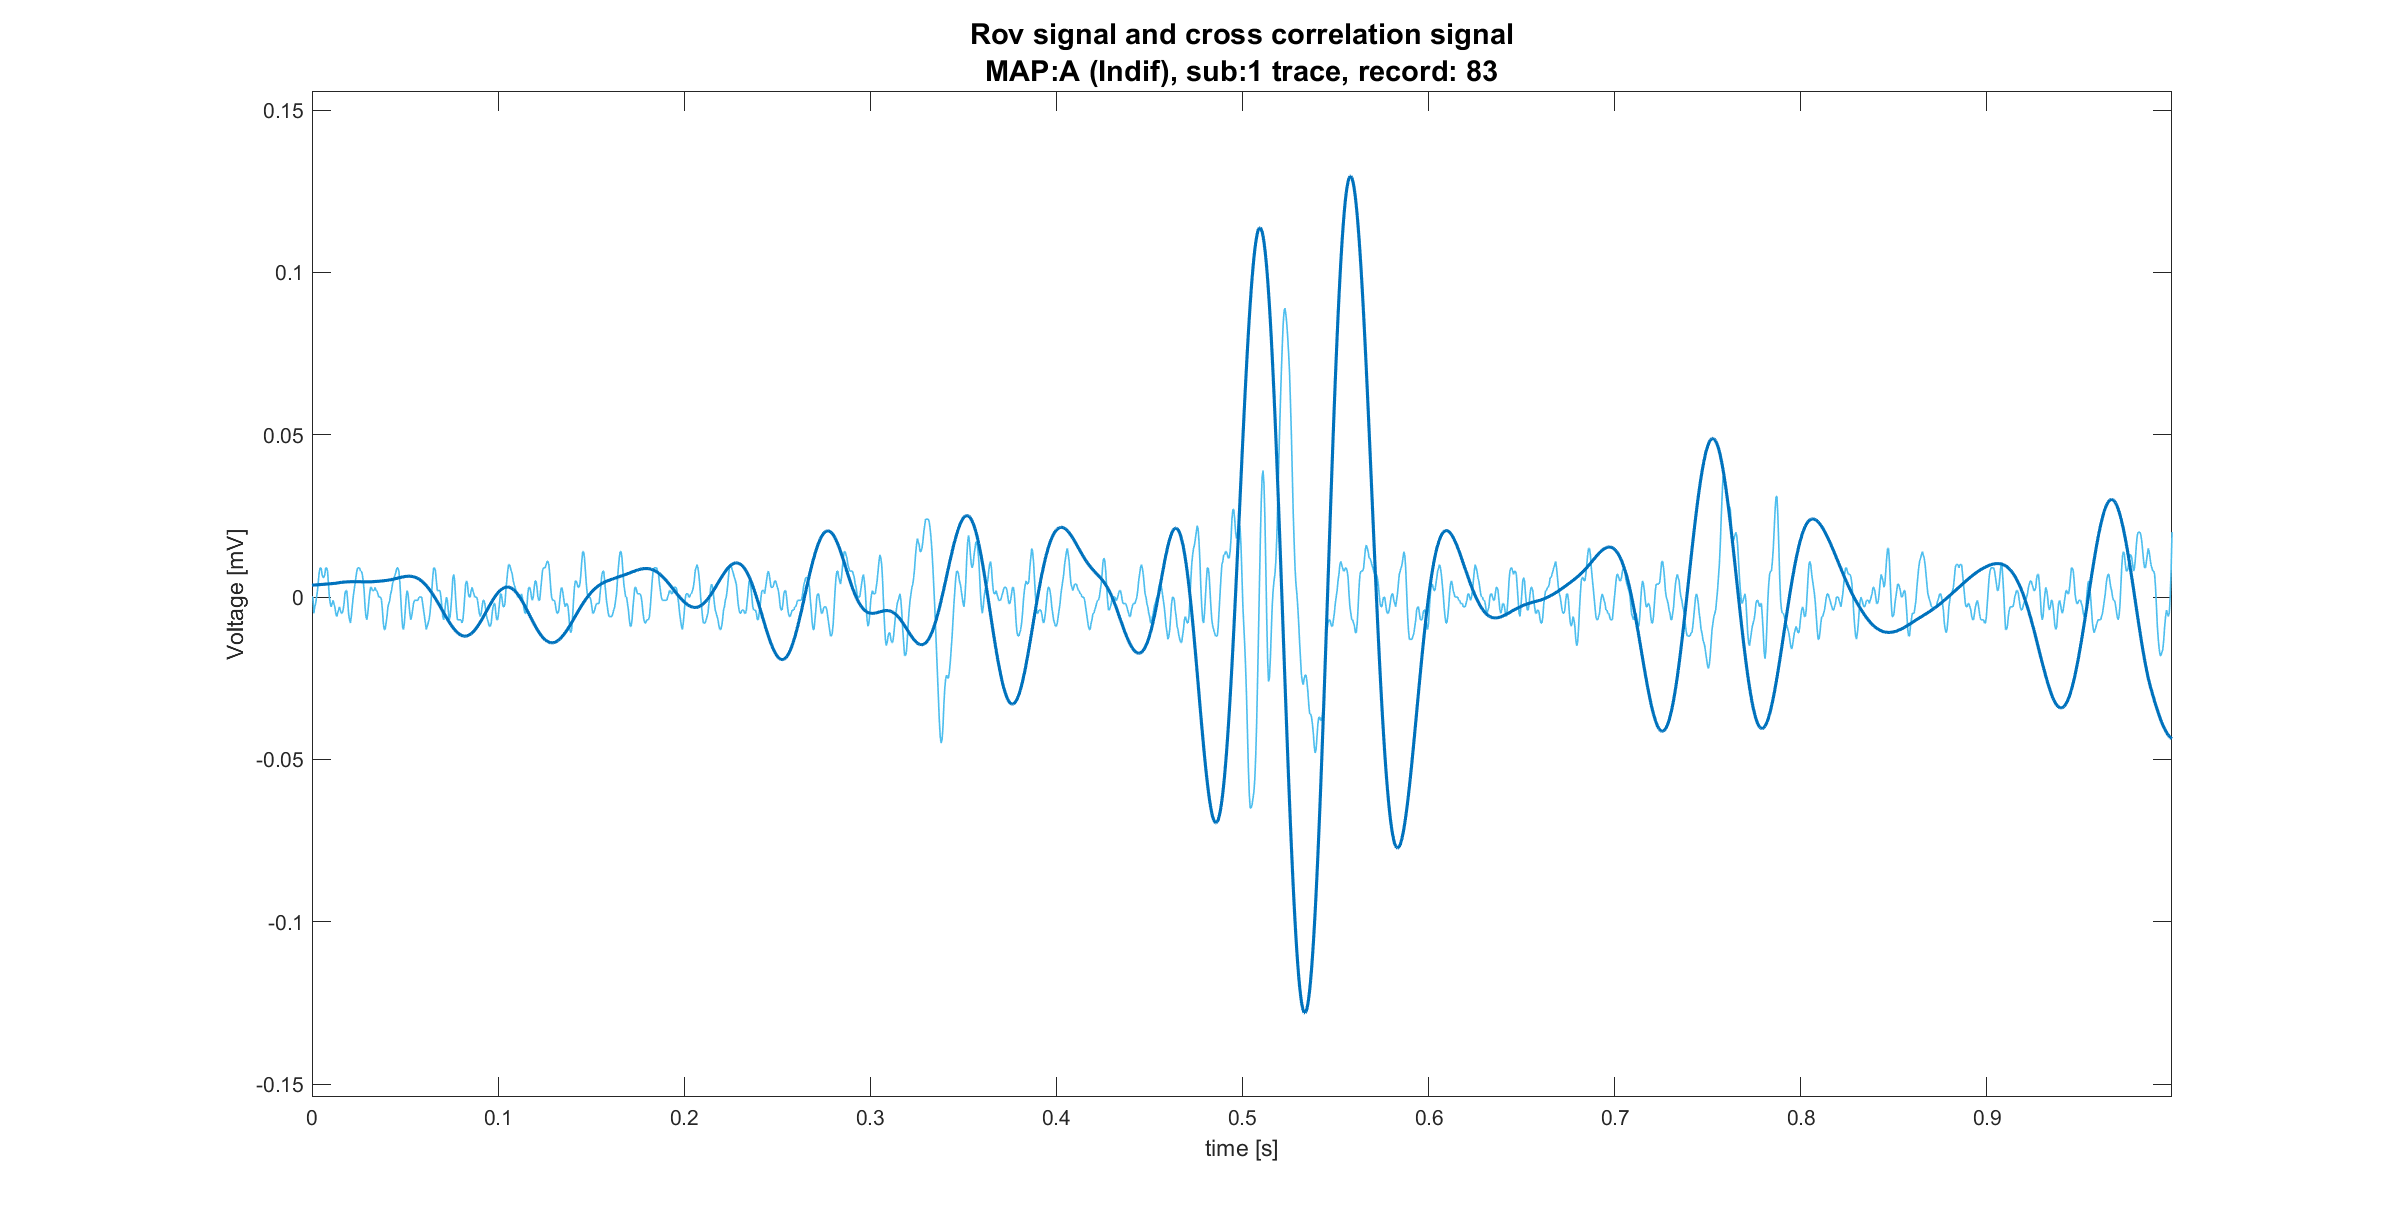 Rov signal and cross correlation signal
MAP:A (Indif), sub:1 trace, record: 83
0.15
0.1
0.05
0
-0.05
-0.1
-0.15
Voltage [mV]
0 0.1 0.2 0.3 0.4 0.5 0.6 0.7 0.8 0.9
time [s]